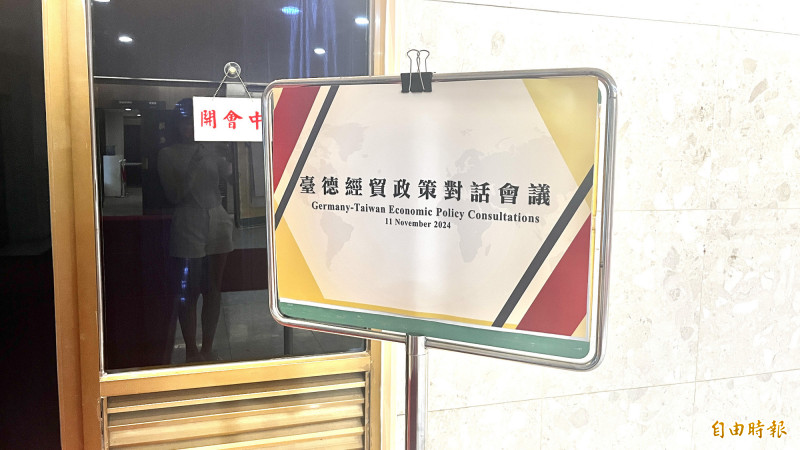 開會中
臺德經貿政策對話會議
Germany-Taiwan Economic Policy Consultations
11 November 2024
自由時報